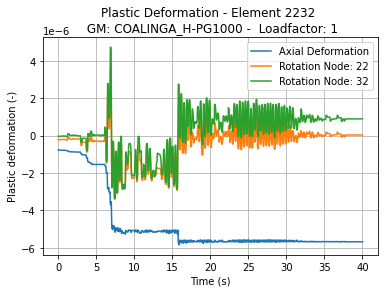 Plastic Deformation - Element 2232
GM: COALINGA_H-PG1000 -  Loadfactor: 1
1e−6
Axial Deformation
Rotation Node: 22
Rotation Node: 32
Plastic deformation (-)
4
2
0
−2
−4
−6
0
5
10
15
20
25
30
35
40
Time (s)